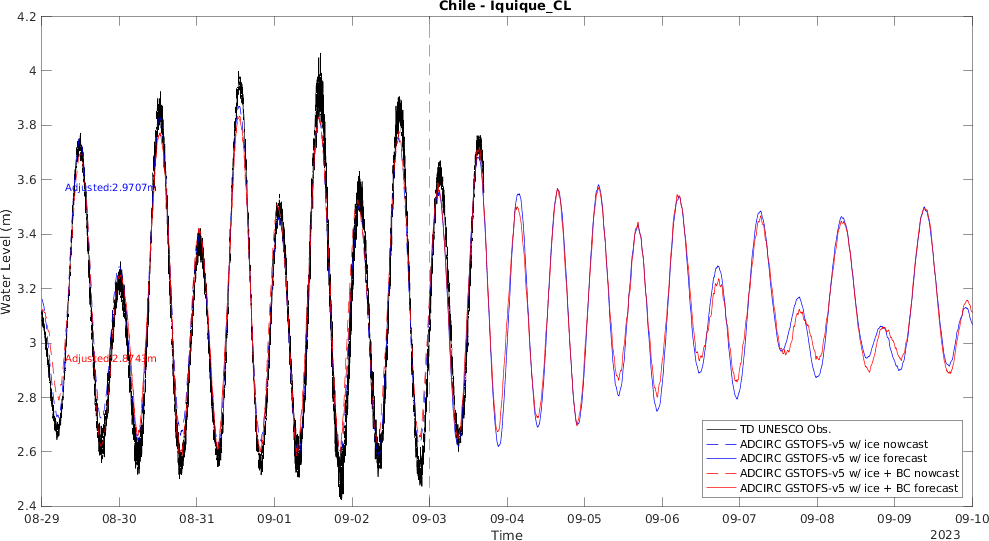 Chile - Iquique_CL
Water Level (m)
4.2
4
3.8
3.6
3.4
3.2
3
2.8
2.6
2.4
Adjusted:2.9707m
Adjusted:2.8743m
TD UNESCO Obs.
ADCIRC GSTOFS-v5 w/ ice nowcast
ADCIRC GSTOFS-v5 w/ ice forecast
ADCIRC GSTOFS-v5 w/ ice + BC nowcast
ADCIRC GSTOFS-v5 w/ ice + BC forecast
08-29 08-30 08-31 09-01 09-02 09-03 09-04 09-05 09-06 09-07 09-08 09-09 09-10
Time
2023